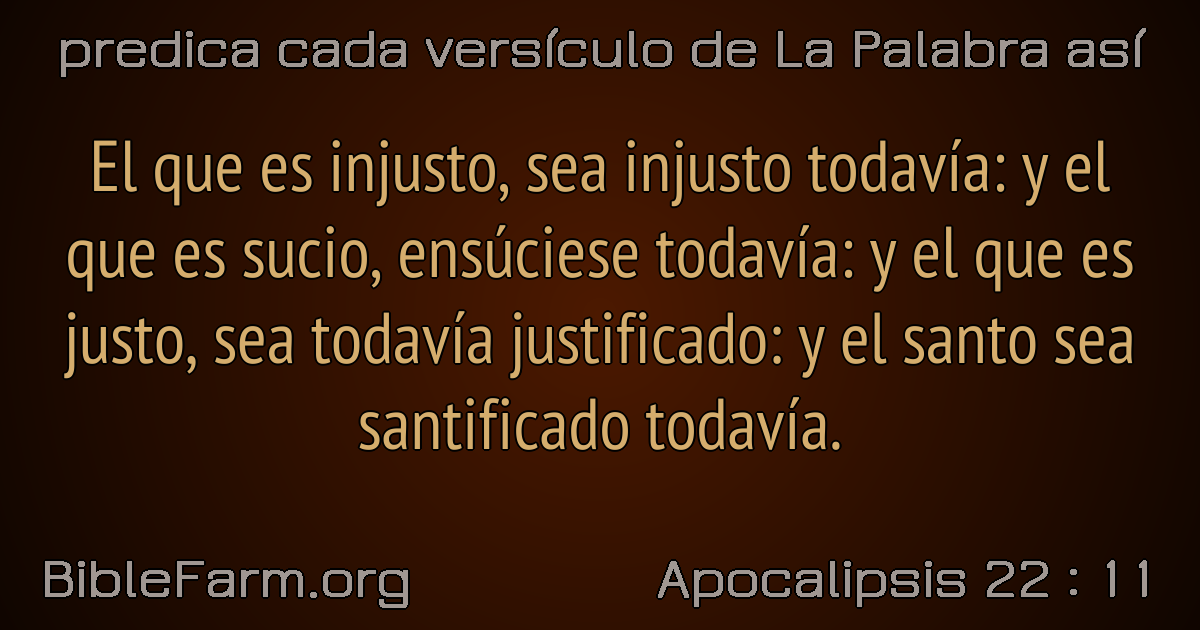 predica cada versículo de La Palabra así
El que es injusto, sea injusto todavía: y el
que es sucio, ensúciese todavía: y el que es
justo, sea todavía justificado: y el santo sea
santificado todavía.
BibleFarm.org
Apocalipsis 22 : 11